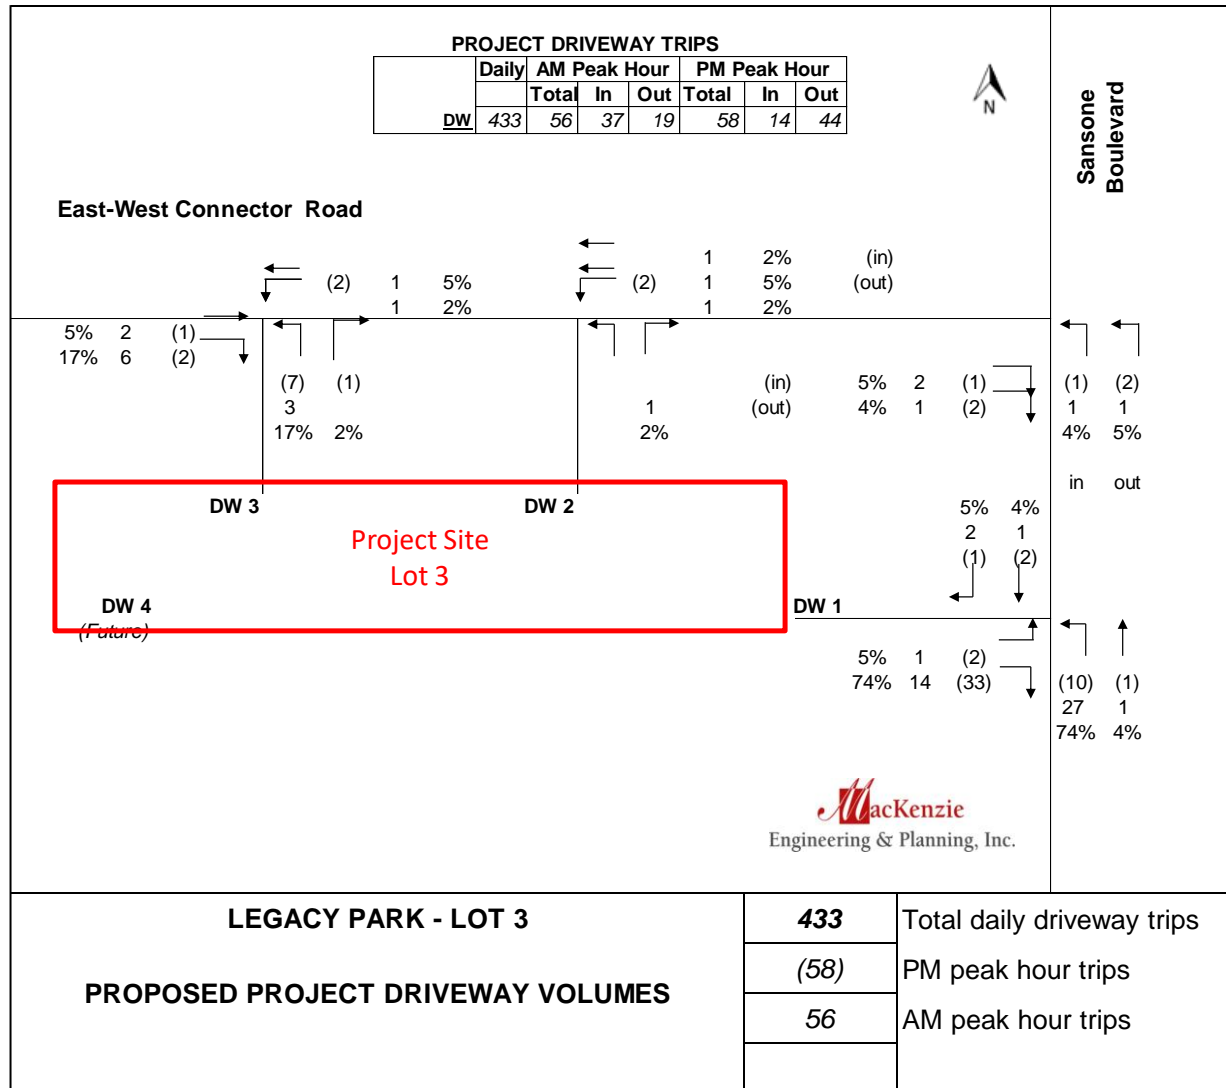 PROJECT DRIVEWAY TRIPS
Daily AM Peak Hour PM Peak Hour
Total In Out Total In Out
DW 433 56 37 19 58 14 44
N
Sansone
Boulevard
East-West Connector Road
1 2% (in)
(2) 1 5% (2) 1 5% (out)
1 2% 1 2%
5% 2 (1)
17% 6 (2)
(7) (1) (in) 5% 2 (1) (1) (2)
3 1 (out) 4% 1 (2) 1 1
17% 2% 2% 4% 5%
in out
DW 3 DW 2 5% 4%
Project Site 2 1
Lot 3 (1) (2)
DW 4 DW 1
(Future)
5% 1 (2)
74% 14 (33) (10) (1)
27 1
74% 4%
MacKenzie
Engineering & Planning, Inc.
LEGACY PARK - LOT 3 433 Total daily driveway trips
PROPOSED PROJECT DRIVEWAY VOLUMES (58) PM peak hour trips
56 AM peak hour trips